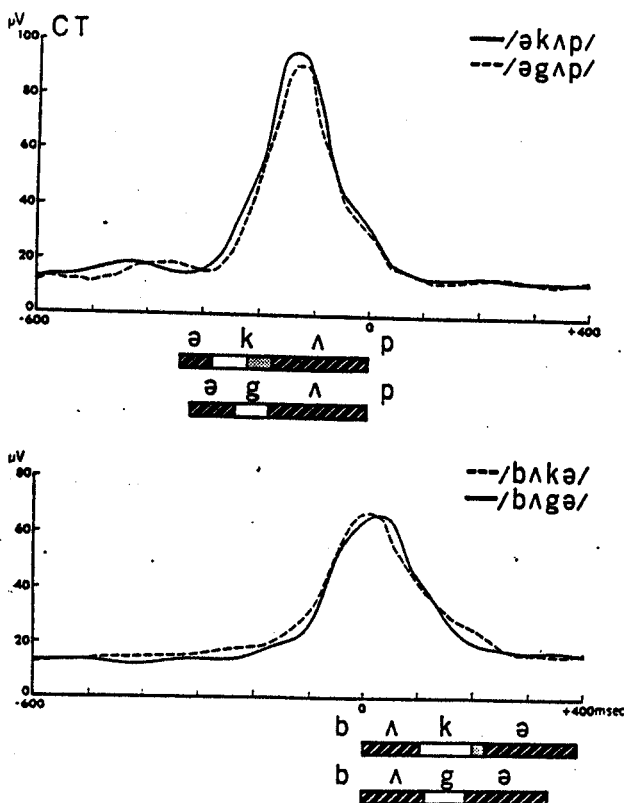 μV CT
100
80
60
40
20
0
-600 0 +400
/əkʌp/
/əgʌp/
ə k ʌ p
ə g ʌ p
μV
80
60
40
20
0
-600 0 +400msec
/bʌkə/
/bʌgə/
b ʌ k ə
b ʌ g ə